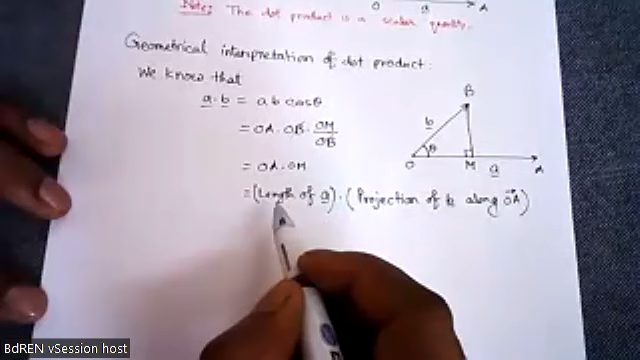 Note: The dot product is a scalar quantity.
O a A
Geometrical interpretation of dot product:
We know that
a·b = ab cosθ
= OA·OB·OM/OB
= OA·OM
= (Length of a)·(Projection of b along OA)
B
b
θ
O M a A
BdREN vSession host